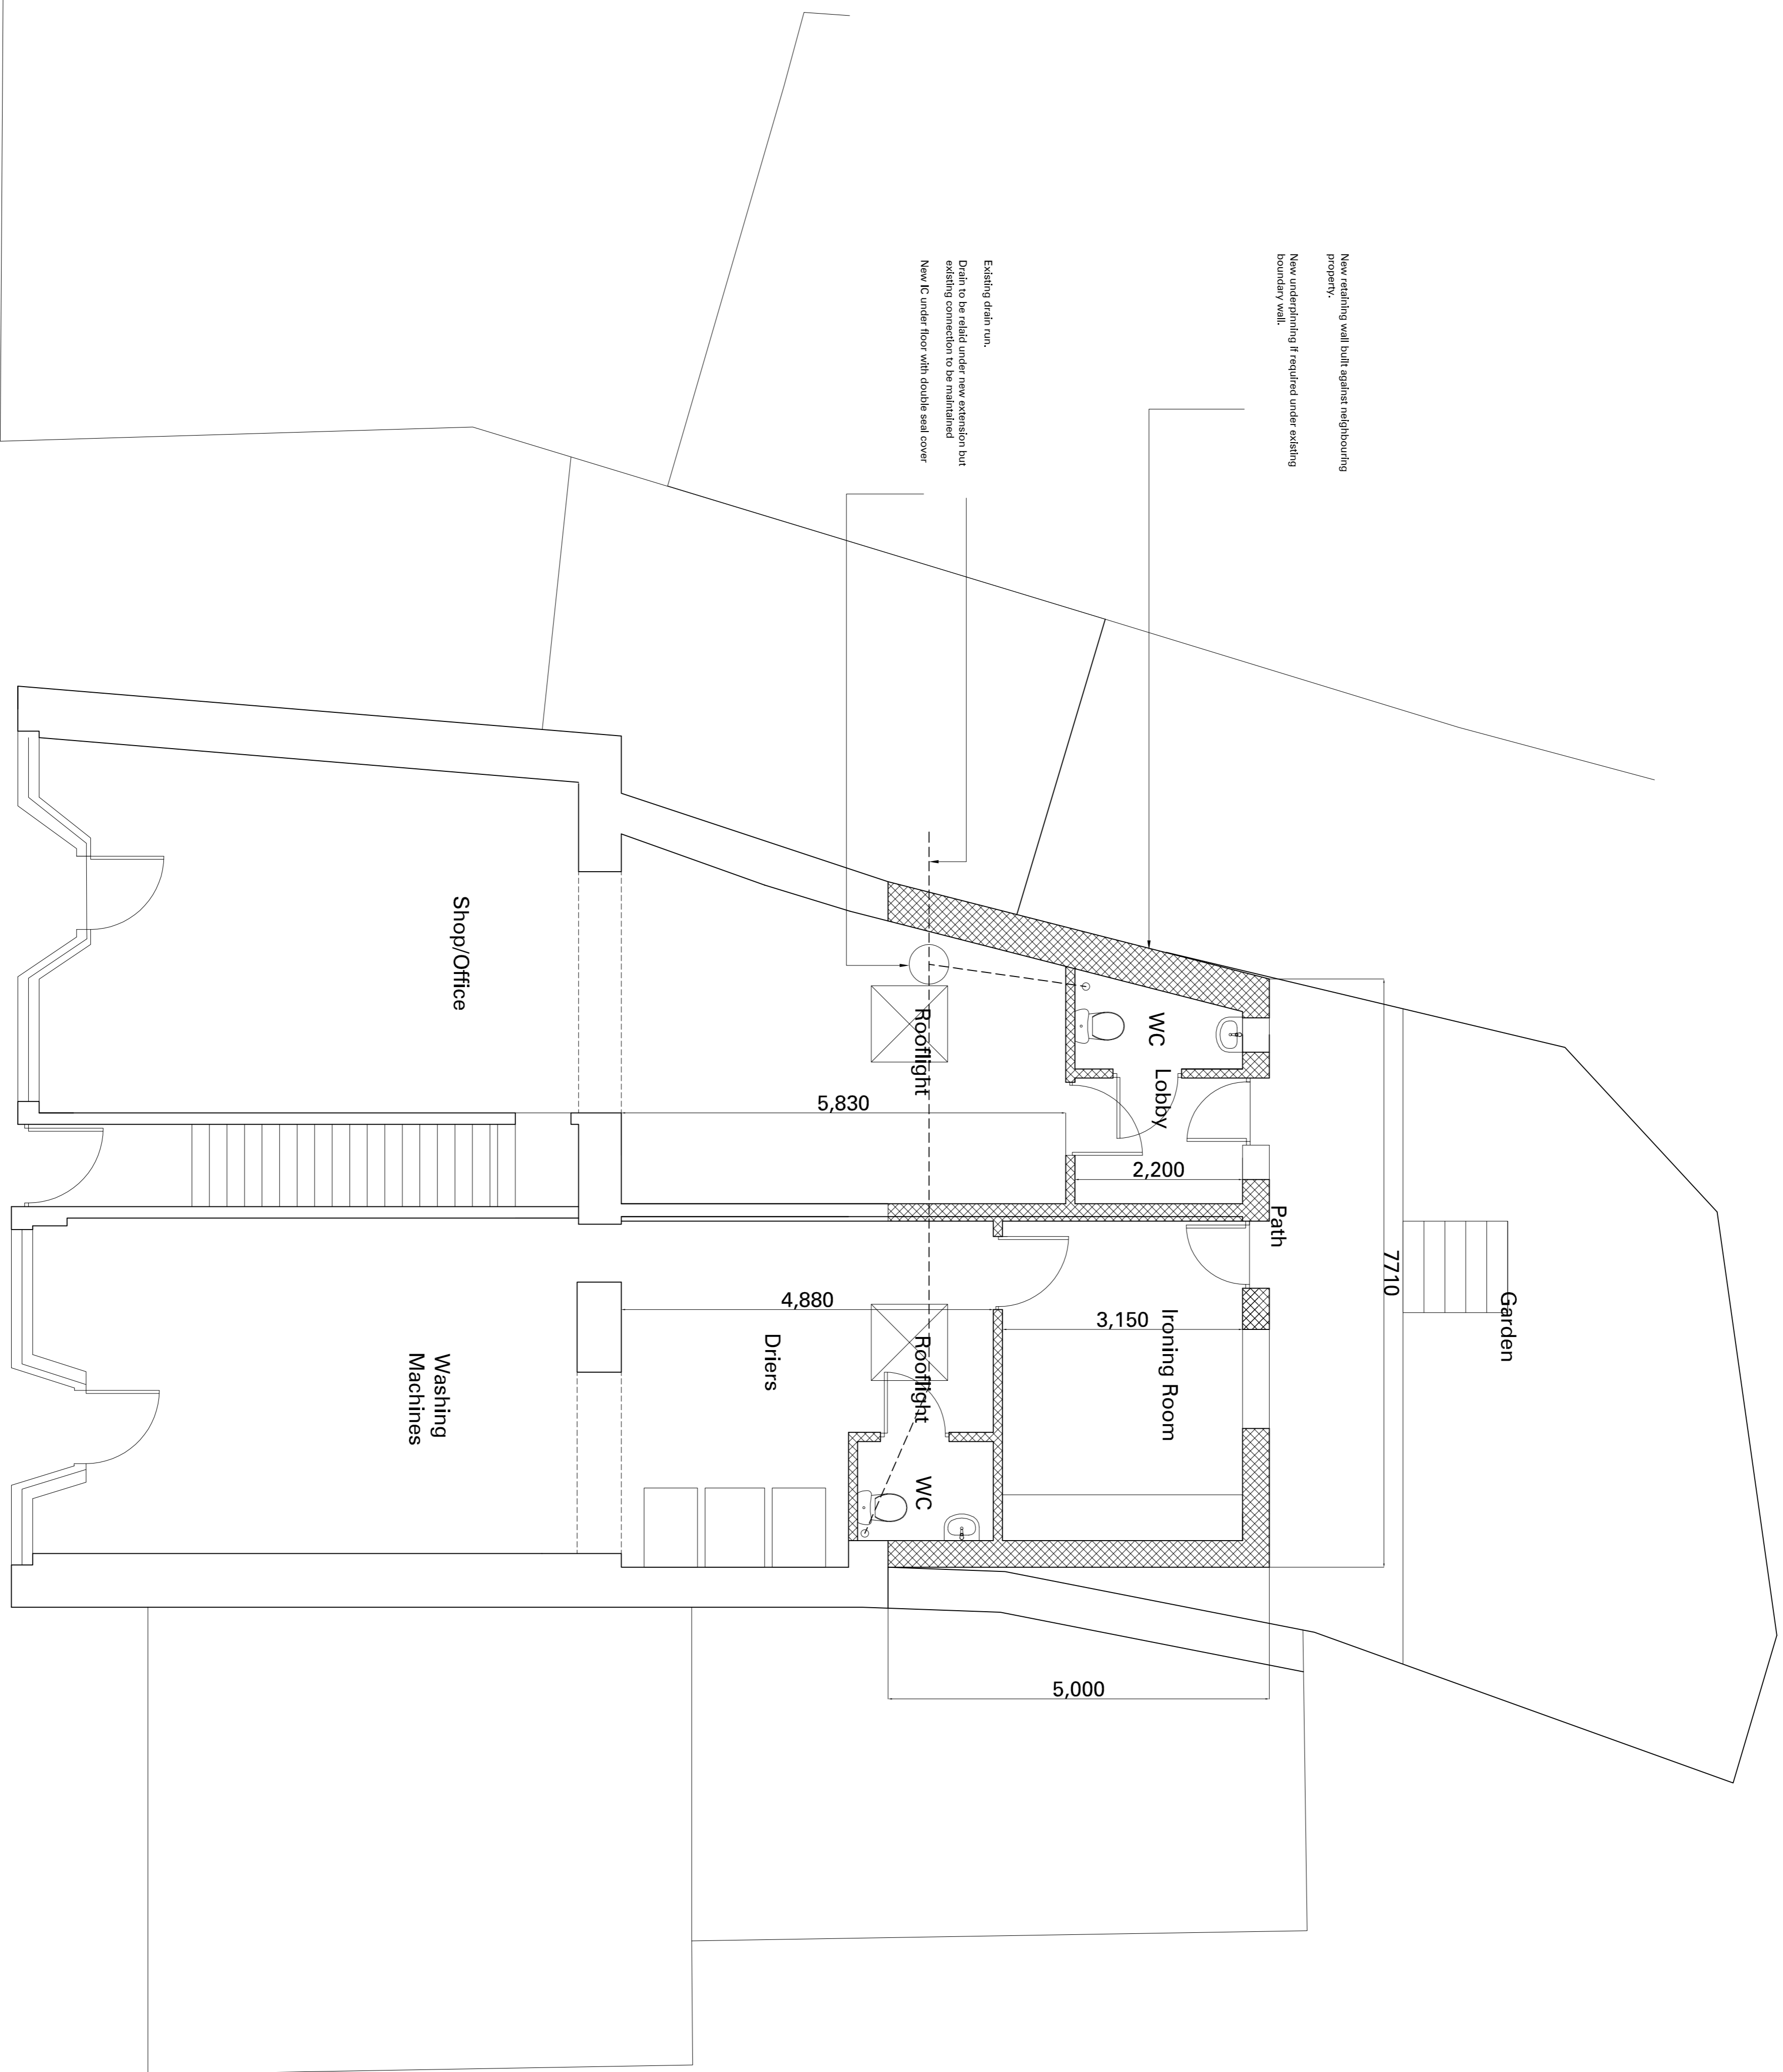 New retaining wall built against neighbouring
property.
New underpinning if required under existing
boundary wall.
Existing drain run.
Drain to be relaid under new extension but
existing connection to be maintained
New IC under floor with double seal cover
Shop/Office
Rooflight
WC
Lobby
5,830
2,200
Path
7710
Garden
4,880
3,150
Ironing Room
Driers
Rooflight
Washing
Machines
WC
5,000